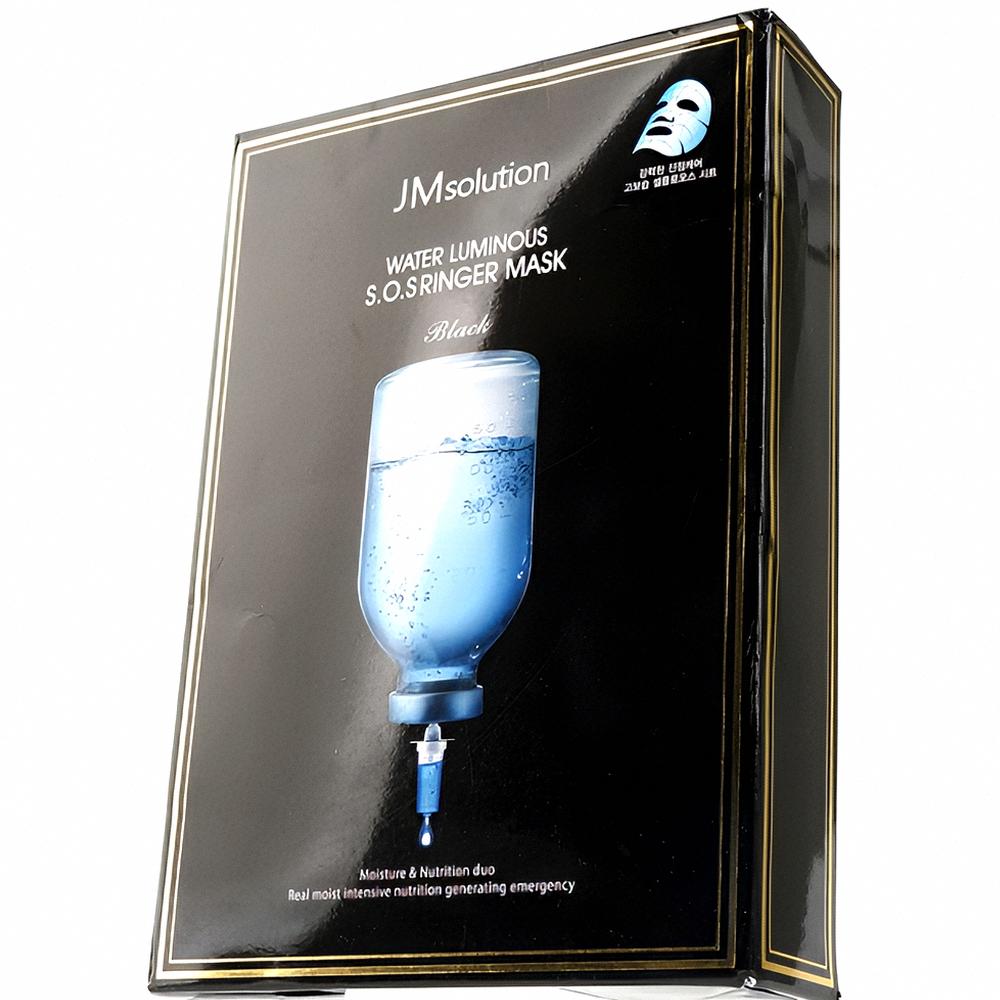 JMsolution
WATER LUMINOUS
S.O.S RINGER MASK
Black
Moisture & Nutrition duo
Real moist intensive nutrition generating emergency